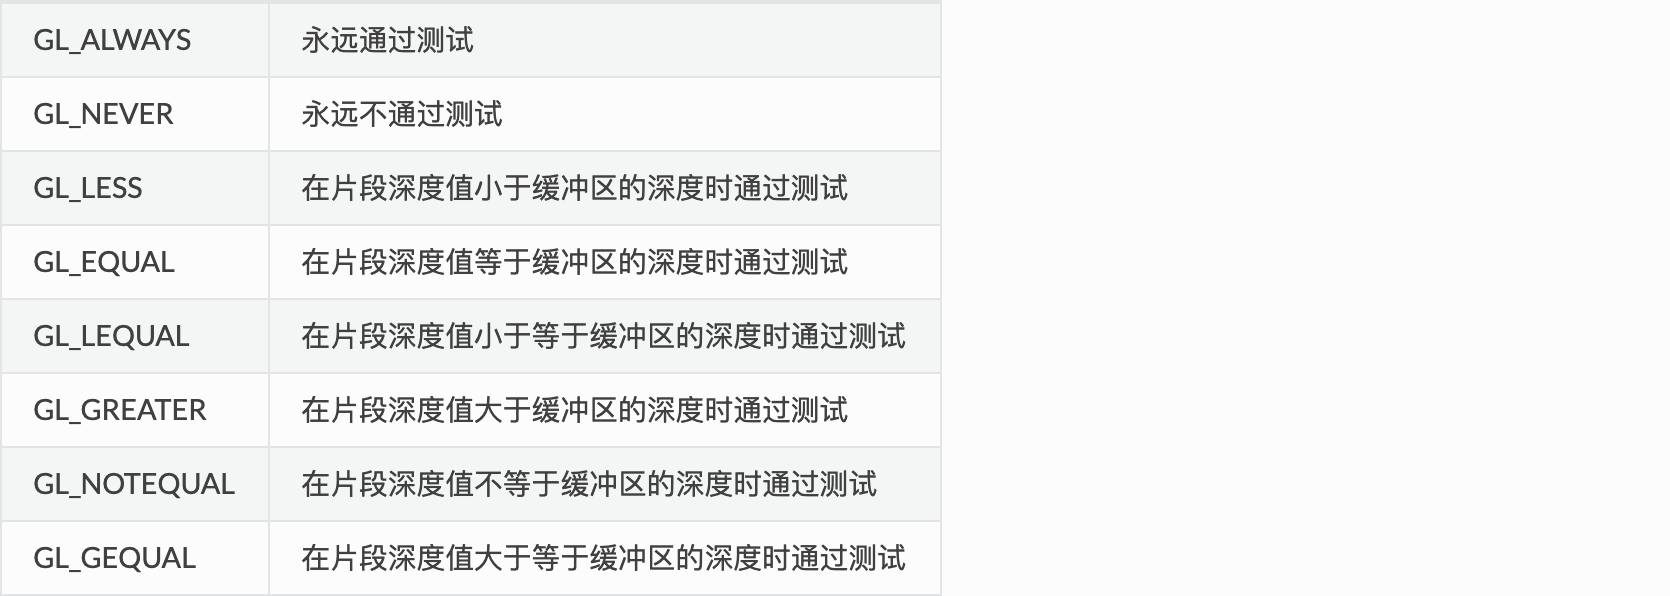 GL_ALWAYS 永远通过测试
GL_NEVER 永远不通过测试
GL_LESS 在片段深度值小于缓冲区的深度时通过测试
GL_EQUAL 在片段深度值等于缓冲区的深度时通过测试
GL_LEQUAL 在片段深度值小于等于缓冲区的深度时通过测试
GL_GREATER 在片段深度值大于缓冲区的深度时通过测试
GL_NOTEQUAL 在片段深度值不等于缓冲区的深度时通过测试
GL_GEQUAL 在片段深度值大于等于缓冲区的深度时通过测试